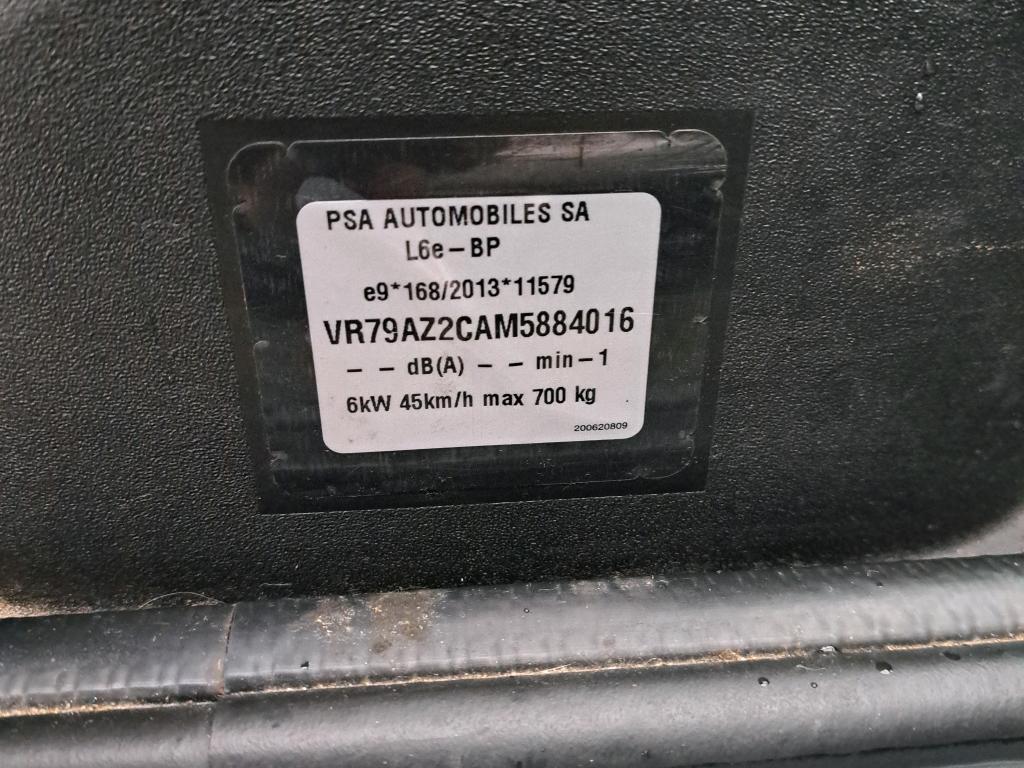 PSA AUTOMOBILES SA
L6e – BP
e9*168/2013*11579
VR79AZ2CAM5884016
– – dB(A) – – min – 1
6kW 45km/h max 700 kg
200620809